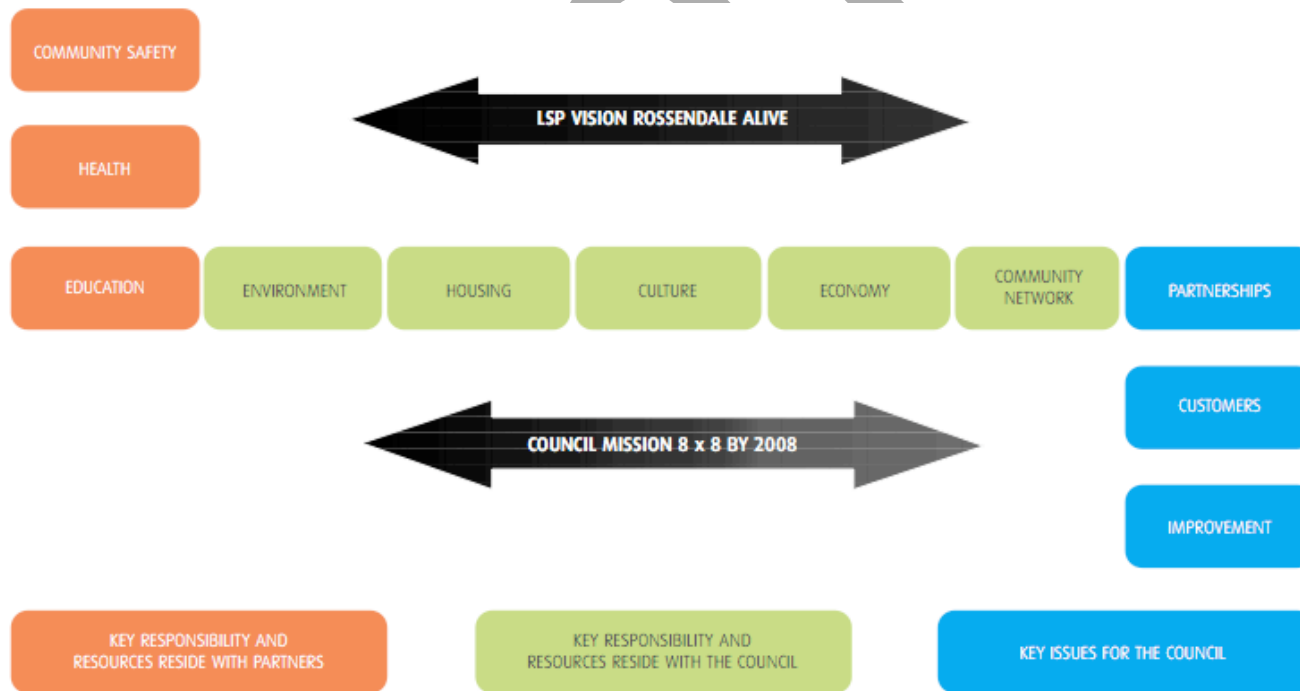 COMMUNITY SAFETY
LSP VISION ROSSENDALE ALIVE
HEALTH
EDUCATION
ENVIRONMENT
HOUSING
CULTURE
ECONOMY
COMMUNITY
NETWORK
PARTNERSHIPS
CUSTOMERS
COUNCIL MISSION 8 x 8 BY 2008
IMPROVEMENT
KEY RESPONSIBILITY AND
RESOURCES RESIDE WITH PARTNERS
KEY RESPONSIBILITY AND
RESOURCES RESIDE WITH THE COUNCIL
KEY ISSUES FOR THE COUNCIL